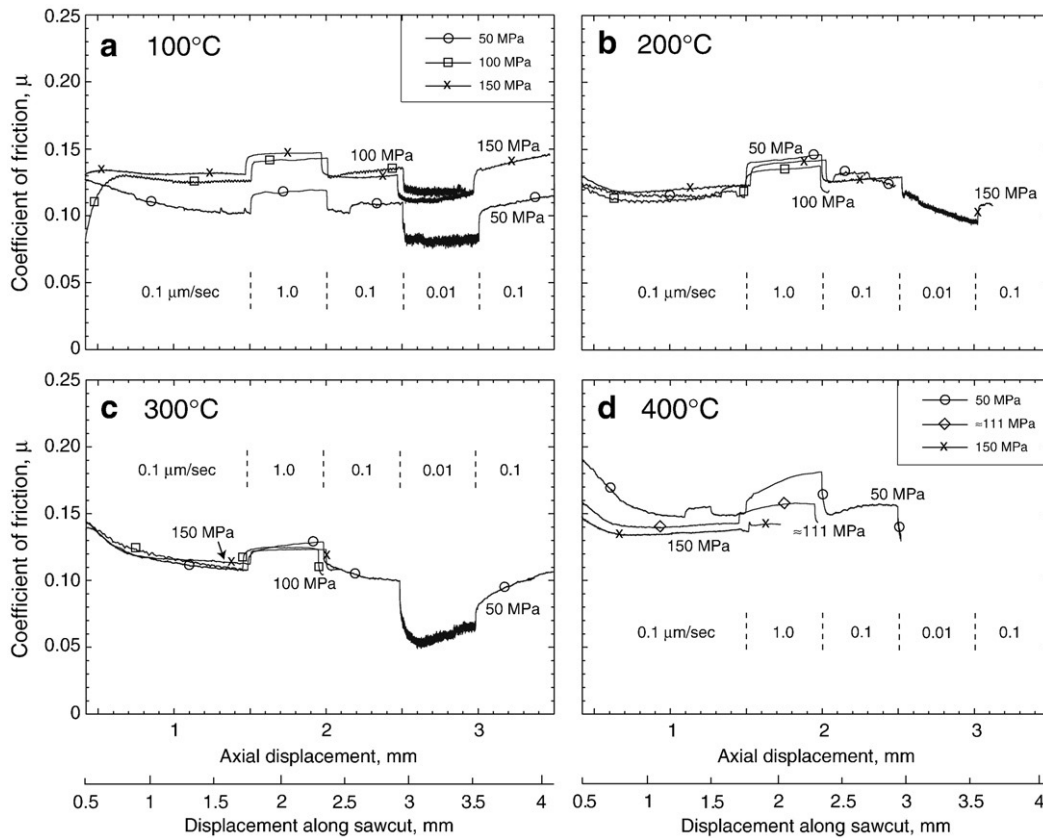 0.25
0.20
0.15
0.10
0.05
0
Coefficient of friction, μ
a 100°C
50 MPa
100 MPa
150 MPa
100 MPa
150 MPa
50 MPa
0.1 μm/sec 1.0 0.1 0.01 0.1
b 200°C
50 MPa
100 MPa
150 MPa
0.1 μm/sec 1.0 0.1 0.01 0.1
0.25
0.20
0.15
0.10
0.05
0
Coefficient of friction, μ
c 300°C
0.1 μm/sec 1.0 0.1 0.01 0.1
150 MPa
100 MPa
50 MPa
1 2 3
Axial displacement, mm
0.5 1 1.5 2 2.5 3 3.5 4
Displacement along sawcut, mm
d 400°C
50 MPa
≈111 MPa
150 MPa
50 MPa
≈111 MPa
150 MPa
0.1 μm/sec 1.0 0.1 0.01 0.1
1 2 3
Axial displacement, mm
0.5 1 1.5 2 2.5 3 3.5 4
Displacement along sawcut, mm